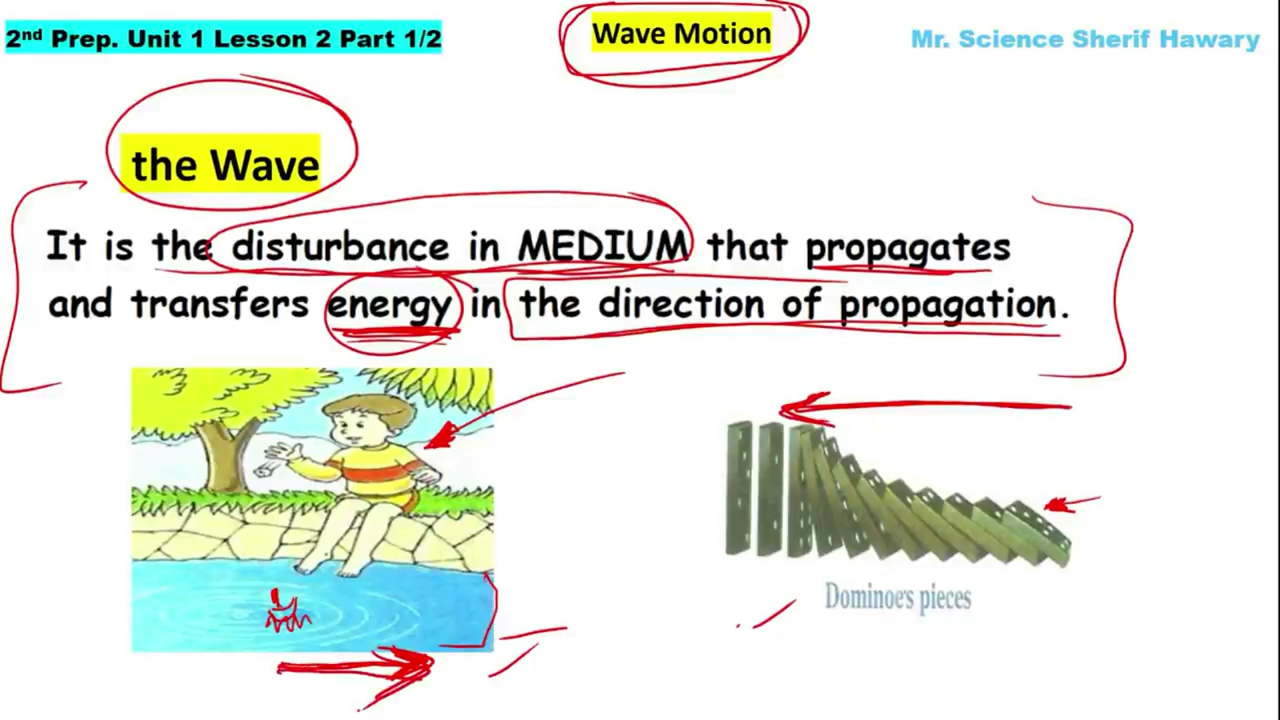 2nd Prep. Unit 1 Lesson 2 Part 1/2
Wave Motion
Mr. Science Sherif Hawary
the Wave
It is the disturbance in MEDIUM that propagates
and transfers energy in the direction of propagation.
Dominoe's pieces